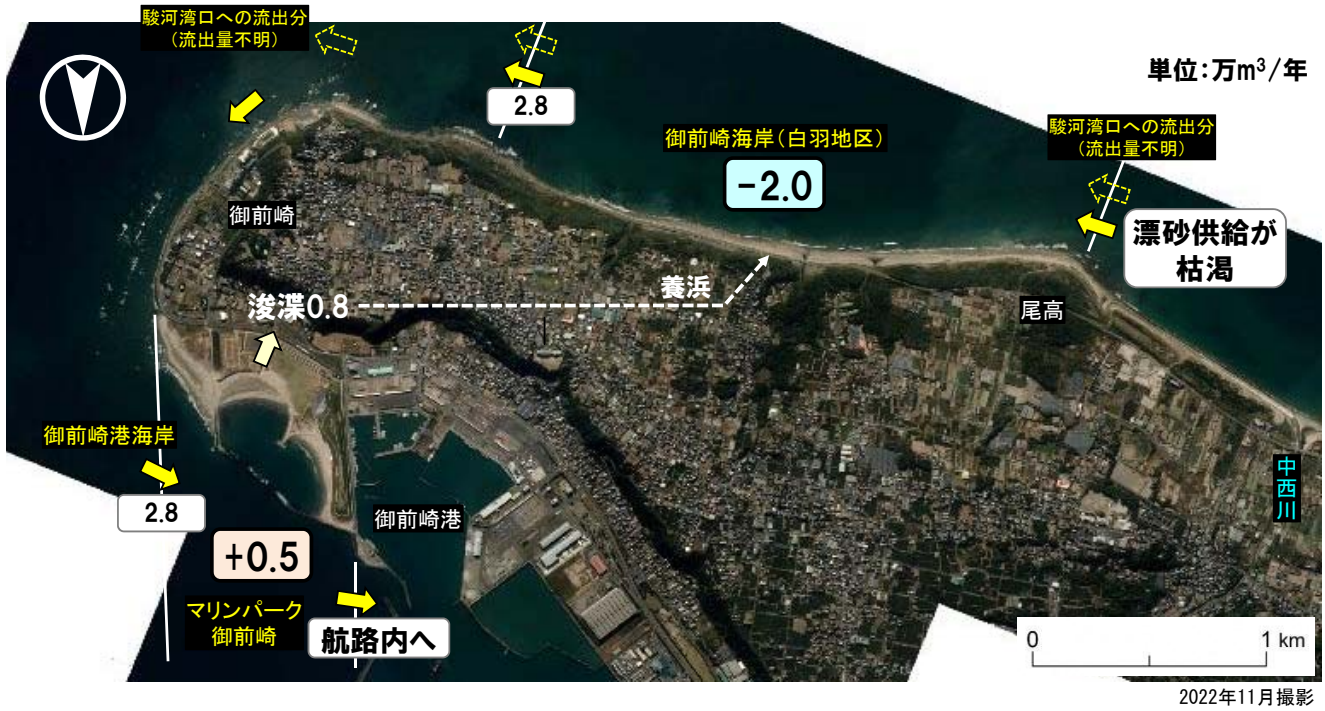 駿河湾口への流出分
(流出量不明)
単位:万m³/年
2.8
駿河湾口への流出分
(流出量不明)
御前崎海岸(白羽地区)
-2.0
御前崎
漂砂供給が
枯渇
養浜
浚渫0.8
尾高
御前崎港海岸
2.8
御前崎港
中西川
+0.5
マリンパーク
御前崎
航路内へ
0
1 km
2022年11月撮影